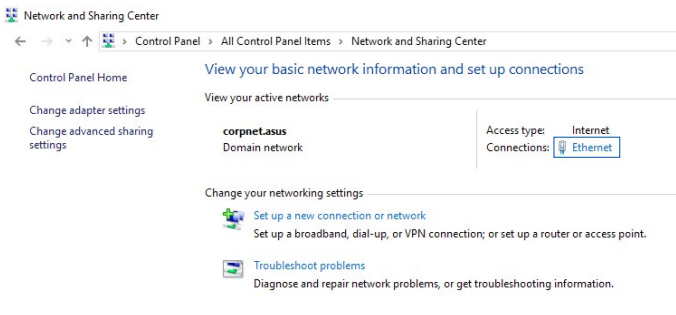 Network and Sharing Center
Control Panel > All Control Panel Items > Network and Sharing Center
Control Panel Home
Change adapter settings
Change advanced sharing
settings
View your basic network information and set up connections
View your active networks
corpnet.asus
Domain network
Access type: Internet
Connections: Ethernet
Change your networking settings
Set up a new connection or network
Set up a broadband, dial-up, or VPN connection; or set up a router or access point.
Troubleshoot problems
Diagnose and repair network problems, or get troubleshooting information.